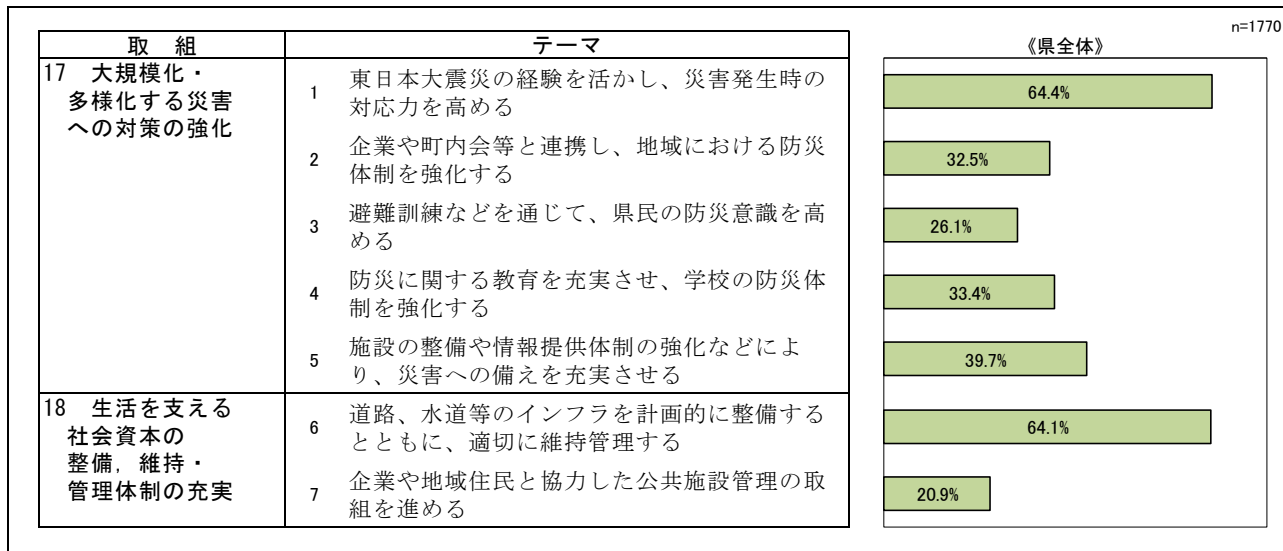 n=1770
取　組
テーマ
《県全体》
17　大規模化・
多様化する災害
への対策の強化
1
東日本大震災の経験を活かし、災害発生時の
対応力を高める
64.4%
2
企業や町内会等と連携し、地域における防災
体制を強化する
32.5%
3
避難訓練などを通じて、県民の防災意識を高
める
26.1%
4
防災に関する教育を充実させ、学校の防災体
制を強化する
33.4%
5
施設の整備や情報提供体制の強化などによ
り、災害への備えを充実させる
39.7%
18　生活を支える
社会資本の
整備，維持・
管理体制の充実
6
道路、水道等のインフラを計画的に整備する
とともに、適切に維持管理する
64.1%
7
企業や地域住民と協力した公共施設管理の取
組を進める
20.9%